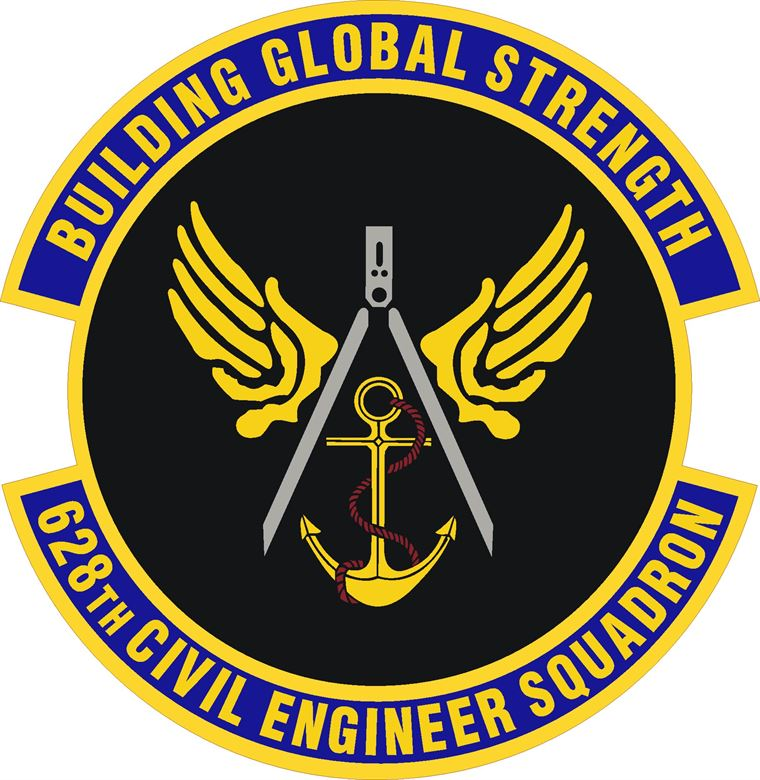 BUILDING GLOBAL STRENGTH
628TH CIVIL ENGINEER SQUADRON